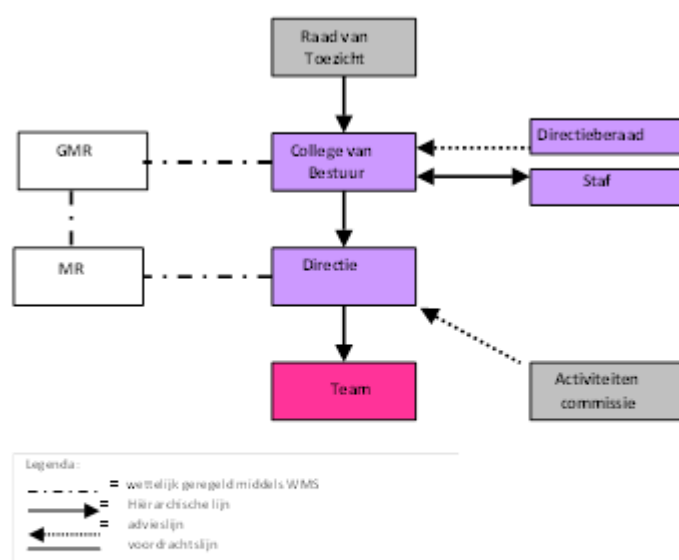 Raad van
Toezicht
GMR
College van
Bestuur
Directieberaad
Staf
MR
Directie
Team
Activiteiten
commissie
Legenda:
= wettelijk geregeld middels WMS
= Hiërarchische lijn
= advieslijn
voordrachtslijn